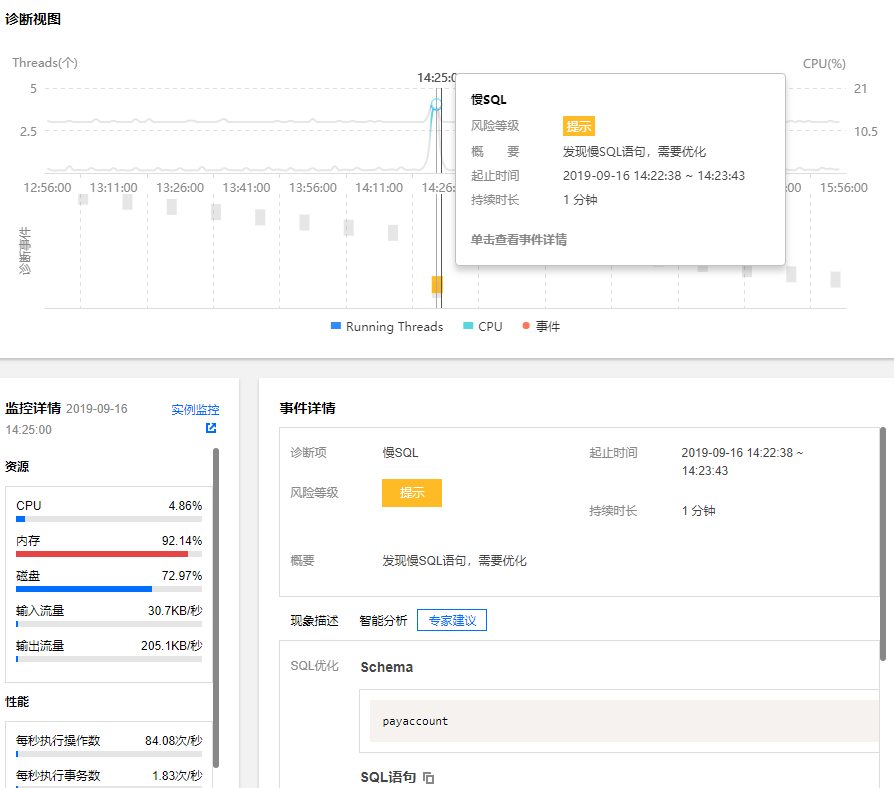 诊断视图
Threads(个)
CPU(%)
14:25:0
5
21
2.5
10.5
12:56:00 13:11:00 13:26:00 13:41:00 13:56:00 14:11:00 14:26: :00 15:56:00
慢SQL
风险等级 提示
概 要 发现慢SQL语句，需要优化
起止时间 2019-09-16 14:22:38 ~ 14:23:43
持续时长 1 分钟
单击查看事件详情
诊断事件
Running Threads CPU 事件
监控详情 2019-09-16 实例监控
14:25:00
资源
CPU 4.86%
内存 92.14%
磁盘 72.97%
输入流量 30.7KB/秒
输出流量 205.1KB/秒
性能
每秒执行操作数 84.08次/秒
每秒执行事务数 1.83次/秒
事件详情
诊断项 慢SQL
起止时间 2019-09-16 14:22:38 ~
14:23:43
风险等级 提示
持续时长 1 分钟
概要 发现慢SQL语句，需要优化
现象描述 智能分析 专家建议
SQL优化 Schema
payaccount
SQL语句